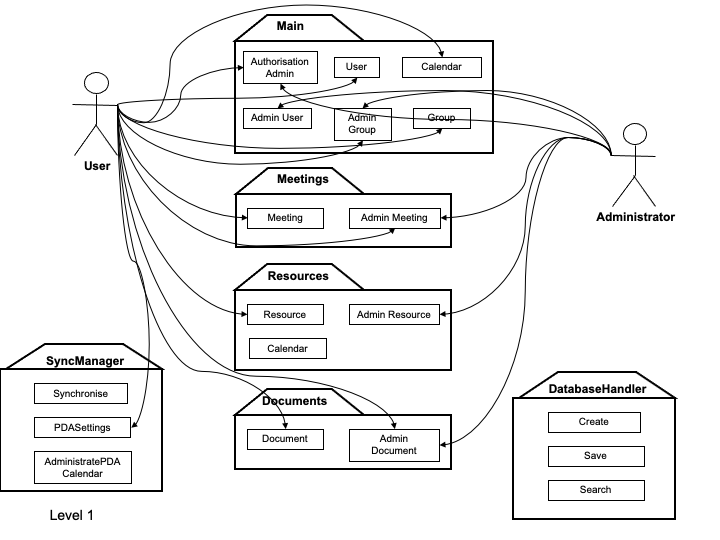 Main
Authorisation
Admin
User
Calendar
Admin User
Admin
Group
Group
User
Administrator
Meetings
Meeting
Admin Meeting
Resources
Resource
Admin Resource
Calendar
SyncManager
Synchronise
PDASettings
AdministratePDA
Calendar
Documents
Document
Admin
Document
DatabaseHandler
Create
Save
Search
Level 1